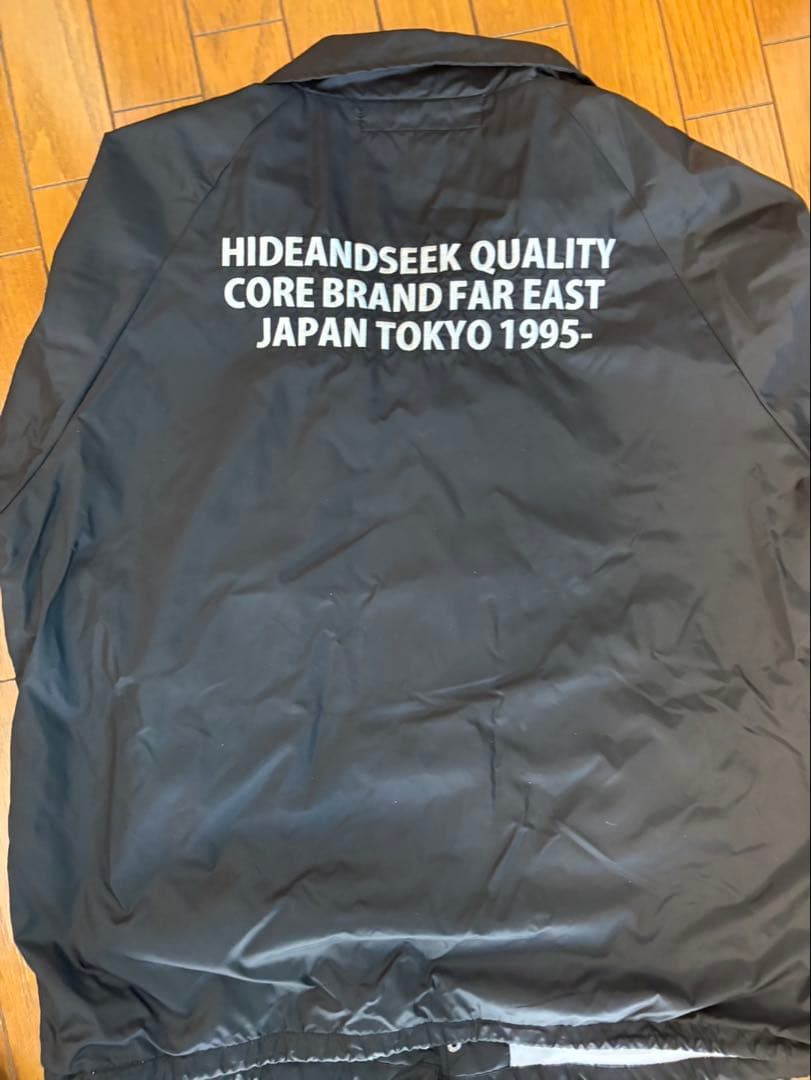 HIDEANDSEEK QUALITY
CORE BRAND FAR EAST
JAPAN TOKYO 1995-